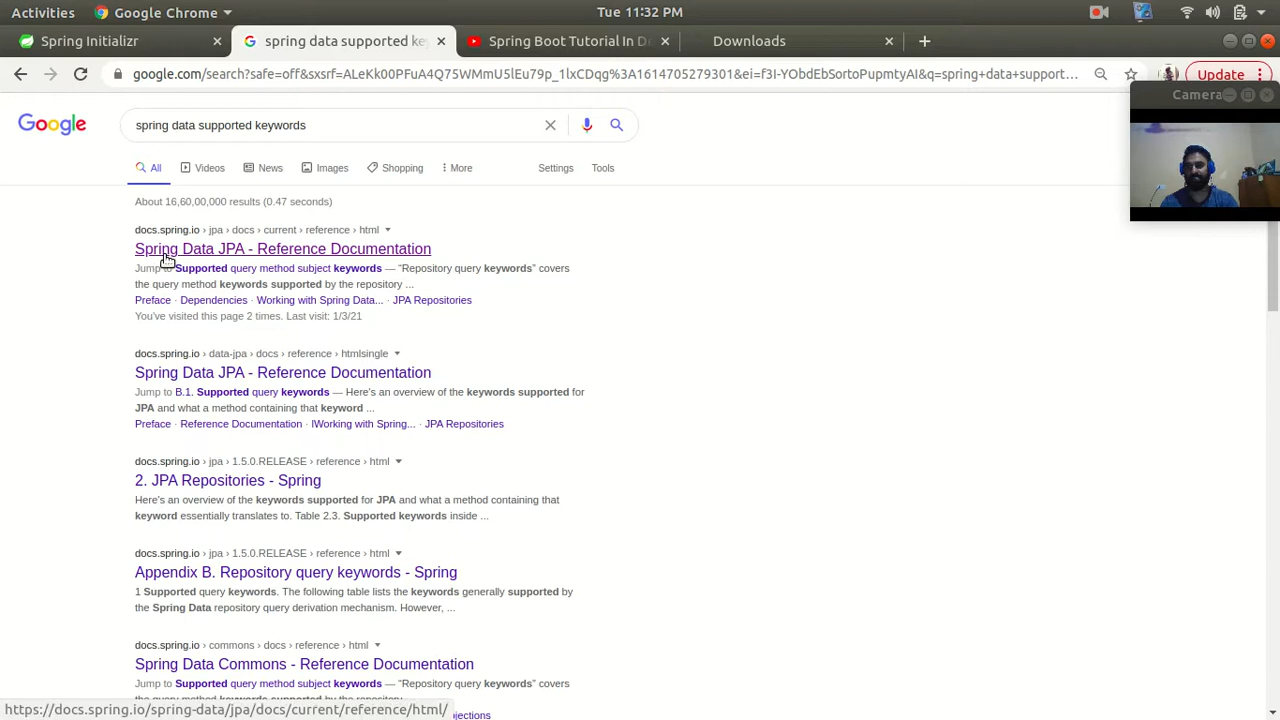 Activities Google Chrome Tue 11:32 PM
Spring Initializr spring data supported ke Spring Boot Tutorial In D Downloads
google.com/search?safe=off&sxsrf=ALeKk00PFuA4Q75WMmU5lEu79p_1lxCDqg%3A1614705279301&ei=f3I-YObdEbSortoPupmtyAI&q=spring+data+support... Update
Camera
Google spring data supported keywords
All Videos News Images Shopping More Settings Tools
About 16,60,00,000 results (0.47 seconds)
docs.spring.io › jpa › docs › current › reference › html
Spring Data JPA - Reference Documentation
Jump to Supported query method subject keywords — “Repository query keywords” covers
the query method keywords supported by the repository ...
Preface · Dependencies · Working with Spring Data... · JPA Repositories
You've visited this page 2 times. Last visit: 1/3/21
docs.spring.io › data-jpa › docs › reference › htmlsingle
Spring Data JPA - Reference Documentation
Jump to B.1. Supported query keywords — Here's an overview of the keywords supported for
JPA and what a method containing that keyword ...
Preface · Reference Documentation · lWorking with Spring... · JPA Repositories
docs.spring.io › jpa › 1.5.0.RELEASE › reference › html
2. JPA Repositories - Spring
Here's an overview of the keywords supported for JPA and what a method containing that
keyword essentially translates to. Table 2.3. Supported keywords inside ...
docs.spring.io › jpa › 1.5.0.RELEASE › reference › html
Appendix B. Repository query keywords - Spring
1 Supported query keywords. The following table lists the keywords generally supported by
the Spring Data repository query derivation mechanism. However, ...
docs.spring.io › commons › docs › reference › html
Spring Data Commons - Reference Documentation
Jump to Supported query method subject keywords — “Repository query keywords” covers
the query method keywords supported by the repository
https://docs.spring.io/spring-data/jpa/docs/current/reference/html/